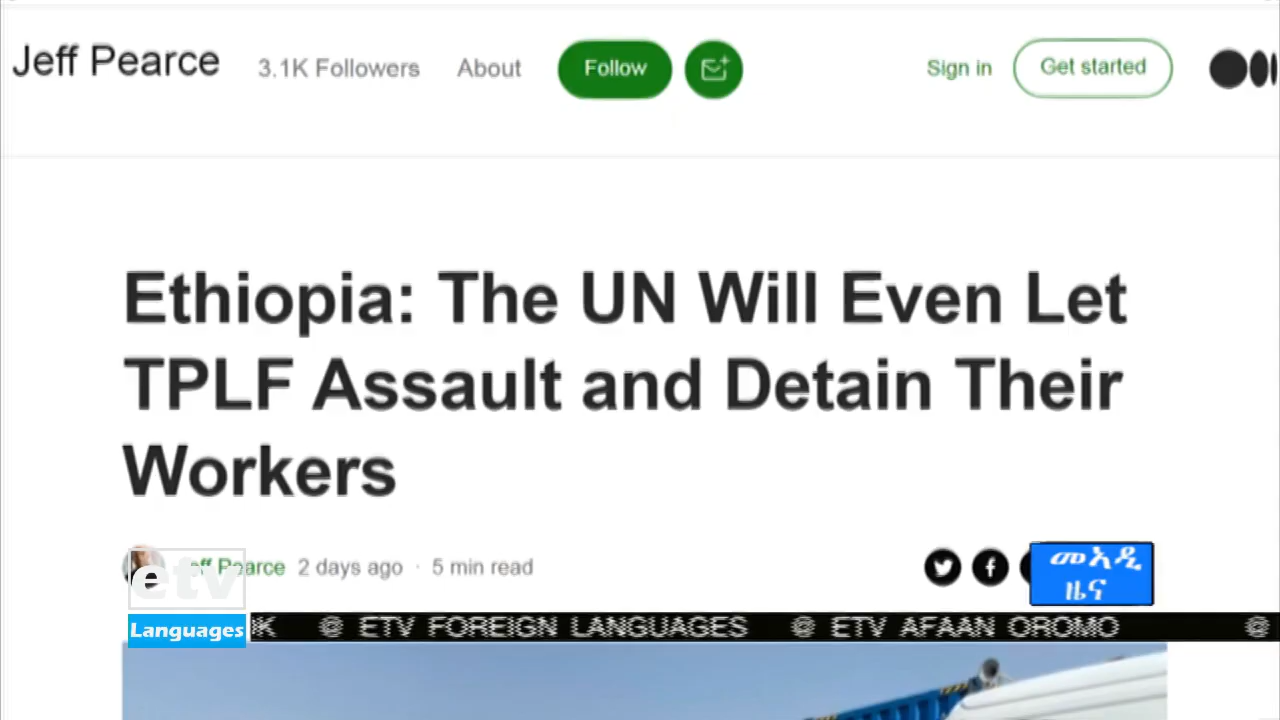 Jeff Pearce 3.1K Followers About Follow Sign in Get started
Ethiopia: The UN Will Even Let
TPLF Assault and Detain Their
Workers
eff Pearce 2 days ago · 5 min read
etv
Languages
መአዲ
ዜና
@ ETV FOREIGN LANGUAGES @ ETV AFAAN OROMO @